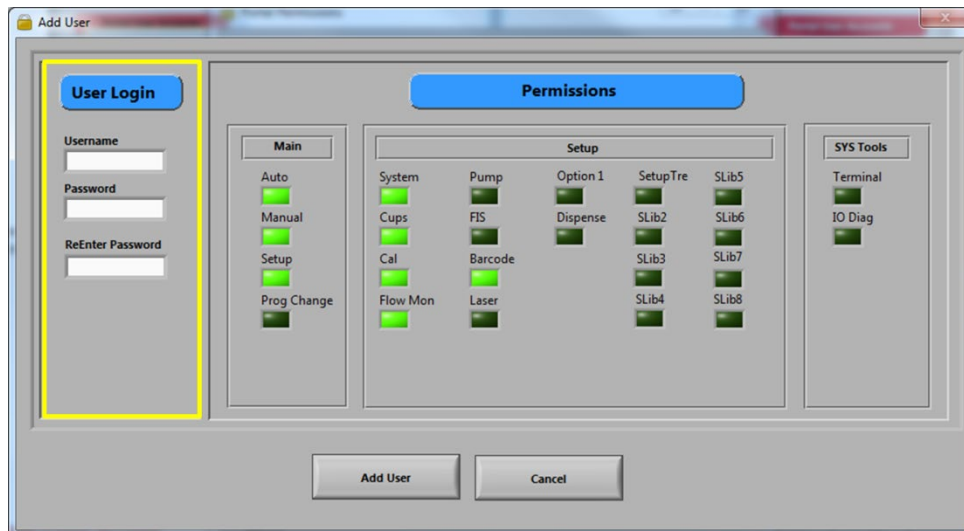 Add User
User Login
Username
Password
ReEnter Password
Permissions
Main
Auto
Manual
Setup
Prog Change
Setup
System
Pump
Option 1
SetupTre
SLib5
Cups
FIS
Dispense
SLib2
SLib6
Cal
Barcode
SLib3
SLib7
Flow Mon
Laser
SLib4
SLib8
SYS Tools
Terminal
IO Diag
Add User
Cancel